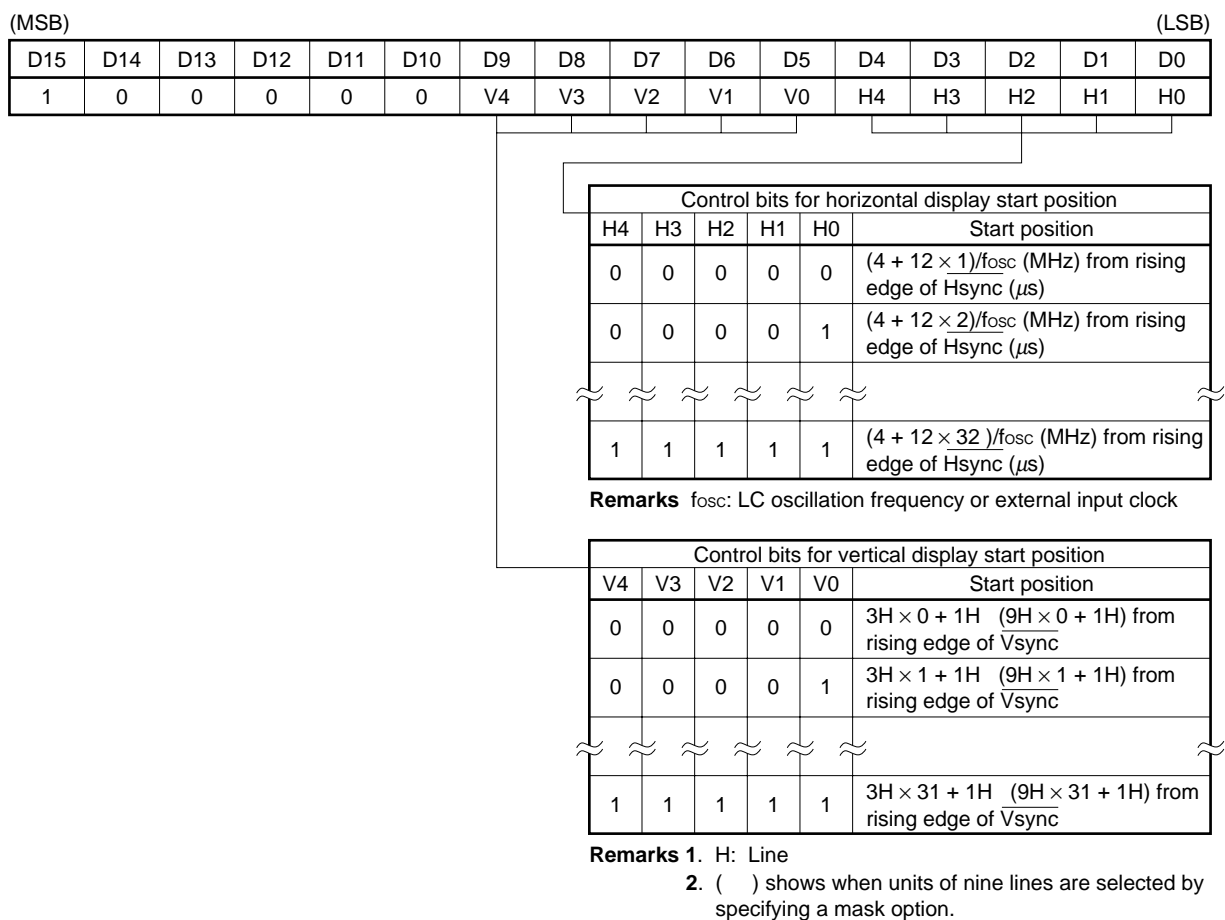 (MSB) (LSB)
D15 D14 D13 D12 D11 D10 D9 D8 D7 D6 D5 D4 D3 D2 D1 D0
1 0 0 0 0 0 V4 V3 V2 V1 V0 H4 H3 H2 H1 H0
Control bits for horizontal display start position
H4 H3 H2 H1 H0 Start position
0 0 0 0 0 (4 + 12 × 1)/fosc (MHz) from rising
edge of Hsync (μs)
0 0 0 0 1 (4 + 12 × 2)/fosc (MHz) from rising
edge of Hsync (μs)
1 1 1 1 1 (4 + 12 × 32 )/fosc (MHz) from rising
edge of Hsync (μs)
Remarks fosc: LC oscillation frequency or external input clock
Control bits for vertical display start position
V4 V3 V2 V1 V0 Start position
0 0 0 0 0 3H × 0 + 1H (9H × 0 + 1H) from
rising edge of Vsync
0 0 0 0 1 3H × 1 + 1H (9H × 1 + 1H) from
rising edge of Vsync
1 1 1 1 1 3H × 31 + 1H (9H × 31 + 1H) from
rising edge of Vsync
Remarks 1. H: Line
2. ( ) shows when units of nine lines are selected by
specifying a mask option.